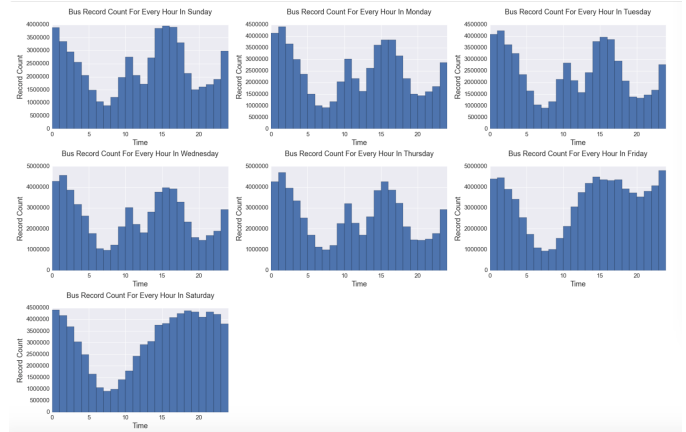 Bus Record Count For Every Hour In Sunday
Record Count
4000000
3500000
3000000
2500000
2000000
1500000
1000000
500000
0
0 5 10 15 20
Time
Bus Record Count For Every Hour In Monday
Record Count
4500000
4000000
3500000
3000000
2500000
2000000
1500000
1000000
500000
0
0 5 10 15 20
Time
Bus Record Count For Every Hour In Tuesday
Record Count
4500000
4000000
3500000
3000000
2500000
2000000
1500000
1000000
500000
0
0 5 10 15 20
Time
Bus Record Count For Every Hour In Wednesday
Record Count
5000000
4000000
3000000
2000000
1000000
0
0 5 10 15 20
Time
Bus Record Count For Every Hour In Thursday
Record Count
5000000
4000000
3000000
2000000
1000000
0
0 5 10 15 20
Time
Bus Record Count For Every Hour In Friday
Record Count
5000000
4000000
3000000
2000000
1000000
0
0 5 10 15 20
Time
Bus Record Count For Every Hour In Saturday
Record Count
4500000
4000000
3500000
3000000
2500000
2000000
1500000
1000000
500000
0
0 5 10 15 20
Time